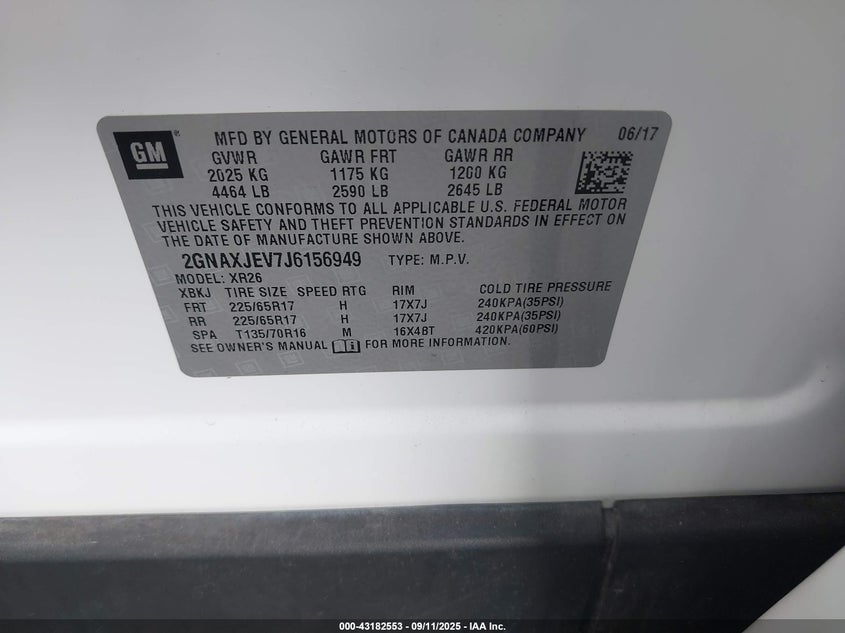 GM ® MFD BY GENERAL MOTORS OF CANADA COMPANY 06/17
GVWR GAWR FRT GAWR RR
2025 KG 1175 KG 1200 KG
4464 LB 2590 LB 2645 LB
THIS VEHICLE CONFORMS TO ALL APPLICABLE U.S. FEDERAL MOTOR
VEHICLE SAFETY AND THEFT PREVENTION STANDARDS IN EFFECT ON
THE DATE OF MANUFACTURE SHOWN ABOVE.
2GNAXJEV7J6156949 TYPE: M.P.V.
MODEL: XR26
XBKJ TIRE SIZE SPEED RTG RIM COLD TIRE PRESSURE
FRT 225/65R17 H 17X7J 240KPA(35PSI)
RR 225/65R17 H 17X7J 240KPA(35PSI)
SPA T135/70R16 M 16X4BT 420KPA(60PSI)
SEE OWNER'S MANUAL FOR MORE INFORMATION.
000-43182553 - 09/11/2025 - IAA Inc.